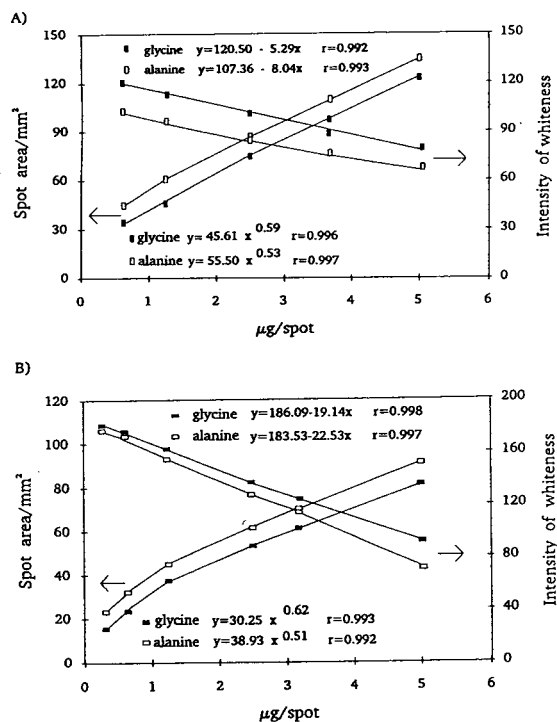 A)
glycine y=120.50 - 5.29x r=0.992
alanine y=107.36 - 8.04x r=0.993
Spot area/mm²
150
120
90
60
30
0
150
120
90
60
30
0
Intensity of whiteness
glycine y= 45.61 x 0.59 r=0.996
alanine y= 55.50 x 0.53 r=0.997
0 1 2 3 4 5 6
μg/spot
B)
glycine y=186.09-19.14x r=0.998
alanine y=183.53-22.53x r=0.997
Spot area/mm²
120
100
80
60
40
20
0
200
160
120
80
40
0
Intensity of whiteness
glycine y=30.25 x 0.62 r=0.993
alanine y=38.93 x 0.51 r=0.992
0 1 2 3 4 5 6
μg/spot